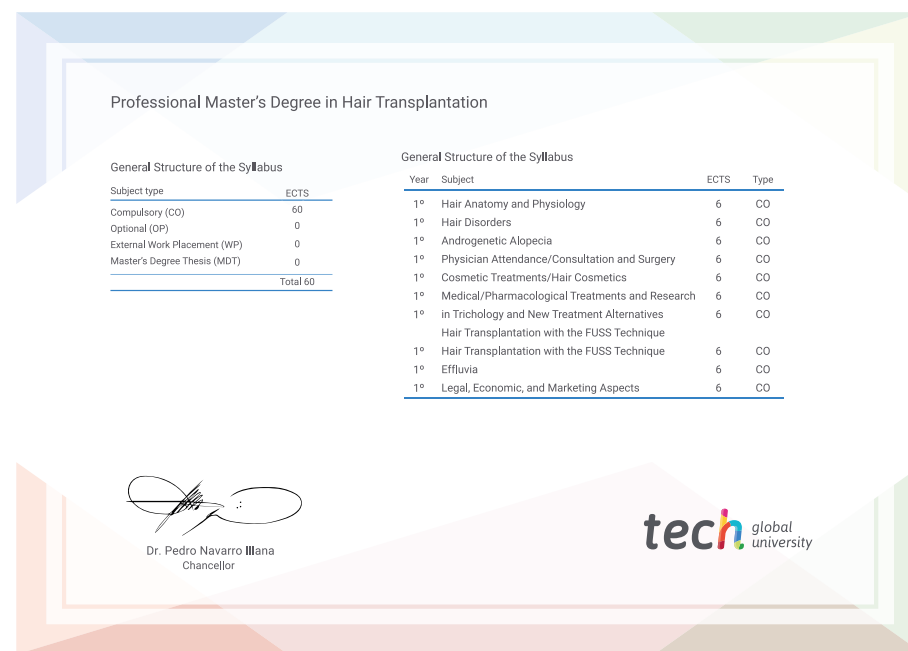 Professional Master's Degree in Hair Transplantation
General Structure of the Syllabus
Subject type ECTS
Compulsory (CO) 60
Optional (OP) 0
External Work Placement (WP) 0
Master's Degree Thesis (MDT) 0
Total 60
General Structure of the Syllabus
Year Subject ECTS Type
1º Hair Anatomy and Physiology 6 CO
1º Hair Disorders 6 CO
1º Androgenetic Alopecia 6 CO
1º Physician Attendance/Consultation and Surgery 6 CO
1º Cosmetic Treatments/Hair Cosmetics 6 CO
1º Medical/Pharmacological Treatments and Research 6 CO
1º in Trichology and New Treatment Alternatives 6 CO
Hair Transplantation with the FUSS Technique
1º Hair Transplantation with the FUSS Technique 6 CO
1º Effluvia 6 CO
1º Legal, Economic, and Marketing Aspects 6 CO
Dr. Pedro Navarro Illana
Chancellor
tech global
university